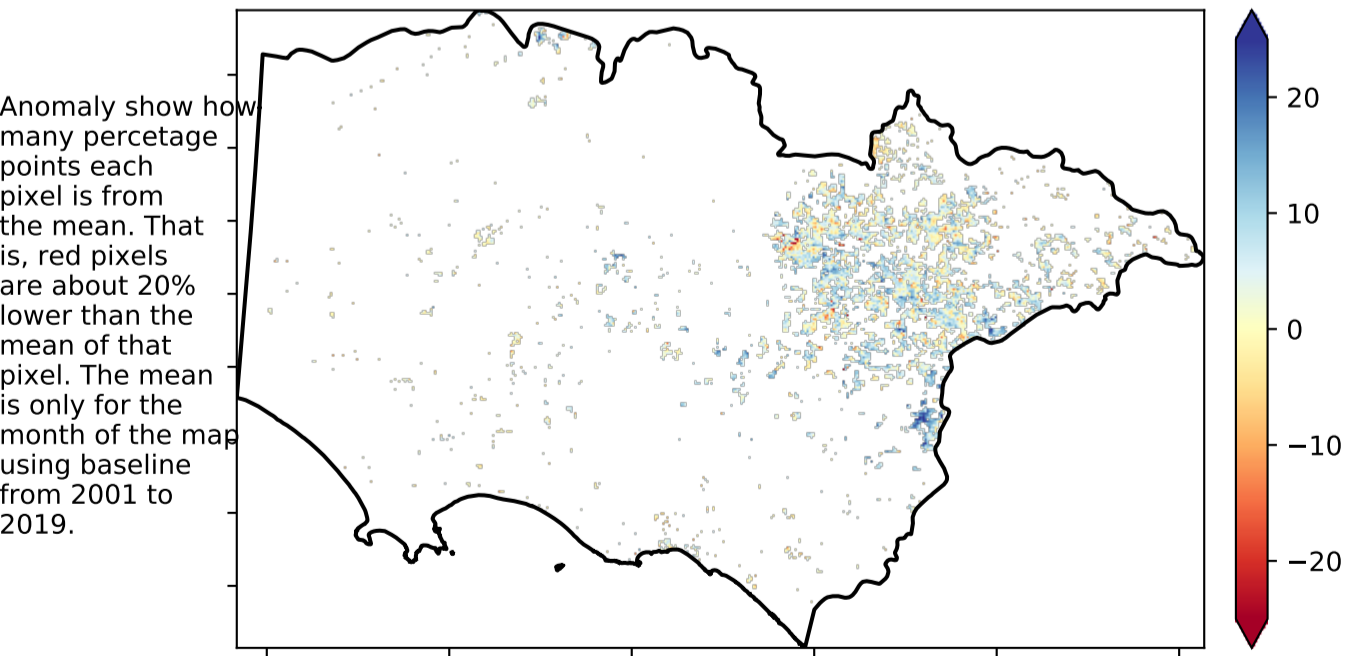 Anomaly show how
many percetage
points each
pixel is from
the mean. That
is, red pixels
are about 20%
lower than the
mean of that
pixel. The mean
is only for the
month of the map
using baseline
from 2001 to
2019.
20
10
0
−10
−20